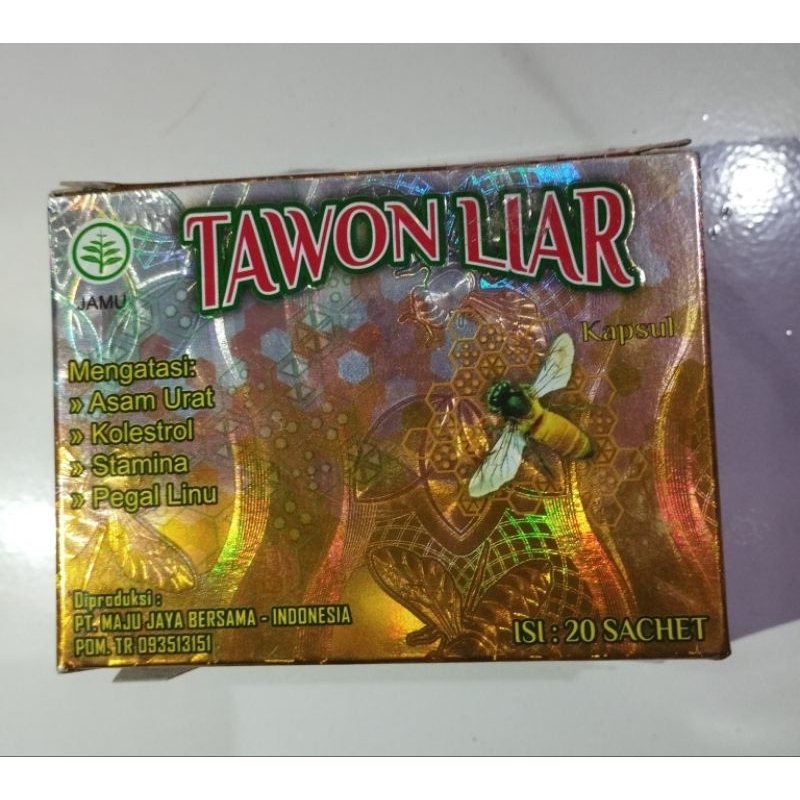 TAWON LIAR
JAMU
Kapsul
Mengatasi:
» Asam Urat
» Kolestrol
» Stamina
» Pegal Linu
Diproduksi :
PT. MAJU JAYA BERSAMA - INDONESIA
POM. TR 093513151
ISI : 20 SACHET